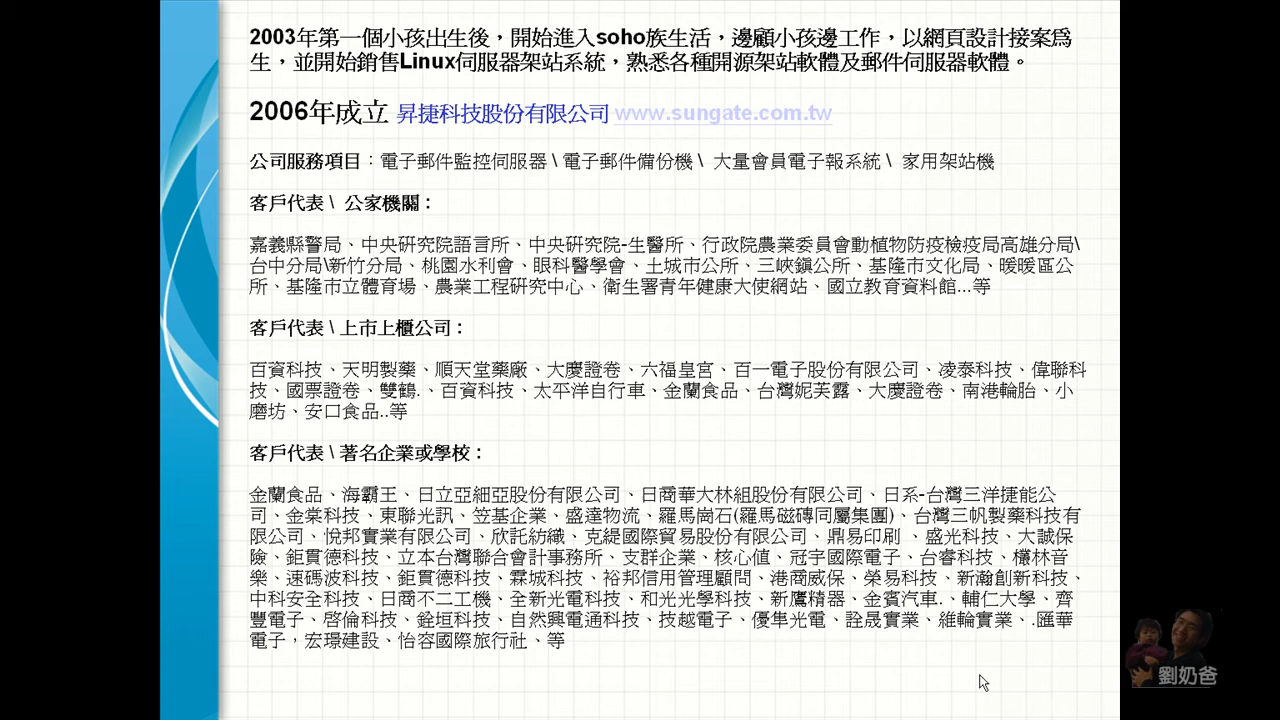 2003年第一個小孩出生後，開始進入soho族生活，邊顧小孩邊工作，以網頁設計接案爲
生，並開始銷售Linux伺服器架站系統，熟悉各種開源架站軟體及郵件伺服器軟體。
2006年成立 昇捷科技股份有限公司 www.sungate.com.tw
公司服務項目：電子郵件監控伺服器 \ 電子郵件備份機 \ 大量會員電子報系統 \ 家用架站機
客戶代表 \ 公家機關：
嘉義縣警局、中央研究院語言所、中央研究院-生醫所、行政院農業委員會動植物防疫檢疫局高雄分局\
台中分局\新竹分局、桃園水利會、眼科醫學會、土城市公所、三峽鎭公所、基隆市文化局、暖暖區公
所、基隆市立體育場、農業工程研究中心、衛生署青年健康大使網站、國立教育資料館...等
客戶代表 \ 上市上櫃公司：
百資科技、天明製藥、順天堂藥廠、大慶證卷、六福皇宮、百一電子股份有限公司、凌泰科技、偉聯科
技、國票證卷、雙鶴.、百資科技、太平洋自行車、金蘭食品、台灣妮芙露、大慶證卷、南港輪胎、小
磨坊、安口食品..等
客戶代表 \ 著名企業或學校：
金蘭食品、海霸王、日立亞細亞股份有限公司、日商華大林組股份有限公司、日系-台灣三洋捷能公
司、金棠科技、東聯光訊、笠基企業、盛達物流、羅馬崗石(羅馬磁磚同屬集團)、台灣三帆製藥科技有
限公司、悅邦實業有限公司、欣託紡織、克緹國際貿易股份有限公司、鼎易印刷 、盛光科技、大誠保
險、鉅貫德科技、立本台灣聯合會計事務所、支群企業、核心値、冠宇國際電子、台睿科技、欉林音
樂、速碼波科技、鉅貫德科技、霖城科技、裕邦信用管理顧問、港商威保、榮易科技、新瀚創新科技、
中科安全科技、日商不二工機、全新光電科技、和光光學科技、新鷹精器、金賓汽車.、輔仁大學、齊
豐電子、啓倫科技、銓垣科技、自然興電通科技、技越電子、優隼光電、詮晟實業、維輪實業、.匯華
電子，宏璟建設、怡容國際旅行社、等
劉奶爸